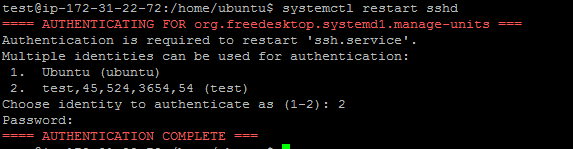 test@ip-172-31-22-72:/home/ubuntu$ systemctl restart sshd
==== AUTHENTICATING FOR org.freedesktop.systemd1.manage-units ===
Authentication is required to restart 'ssh.service'.
Multiple identities can be used for authentication:
 1.  Ubuntu (ubuntu)
 2.  test,45,524,3654,54 (test)
Choose identity to authenticate as (1-2): 2
Password:
==== AUTHENTICATION COMPLETE ===